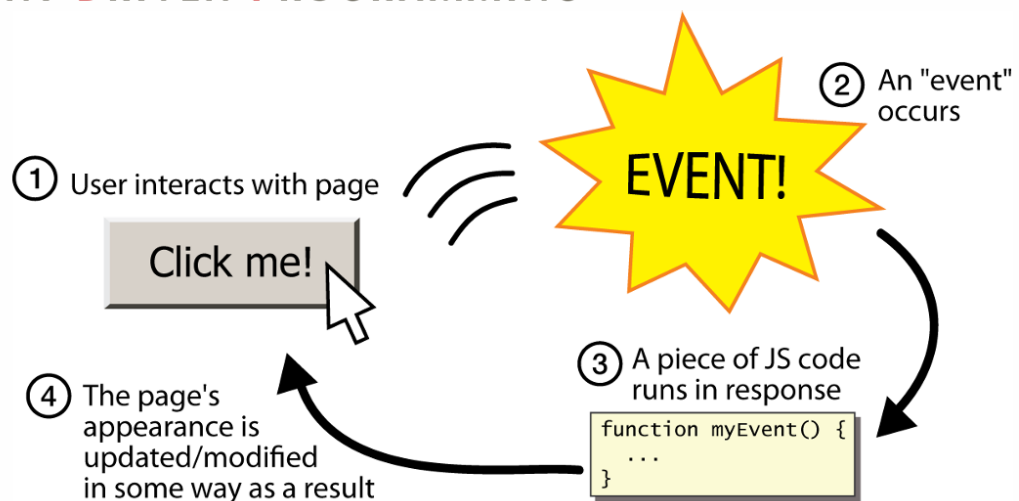 ① User interacts with page
Click me!
EVENT!
② An "event"
occurs
③ A piece of JS code
runs in response
function myEvent() {
...
}
④ The page's
appearance is
updated/modified
in some way as a result